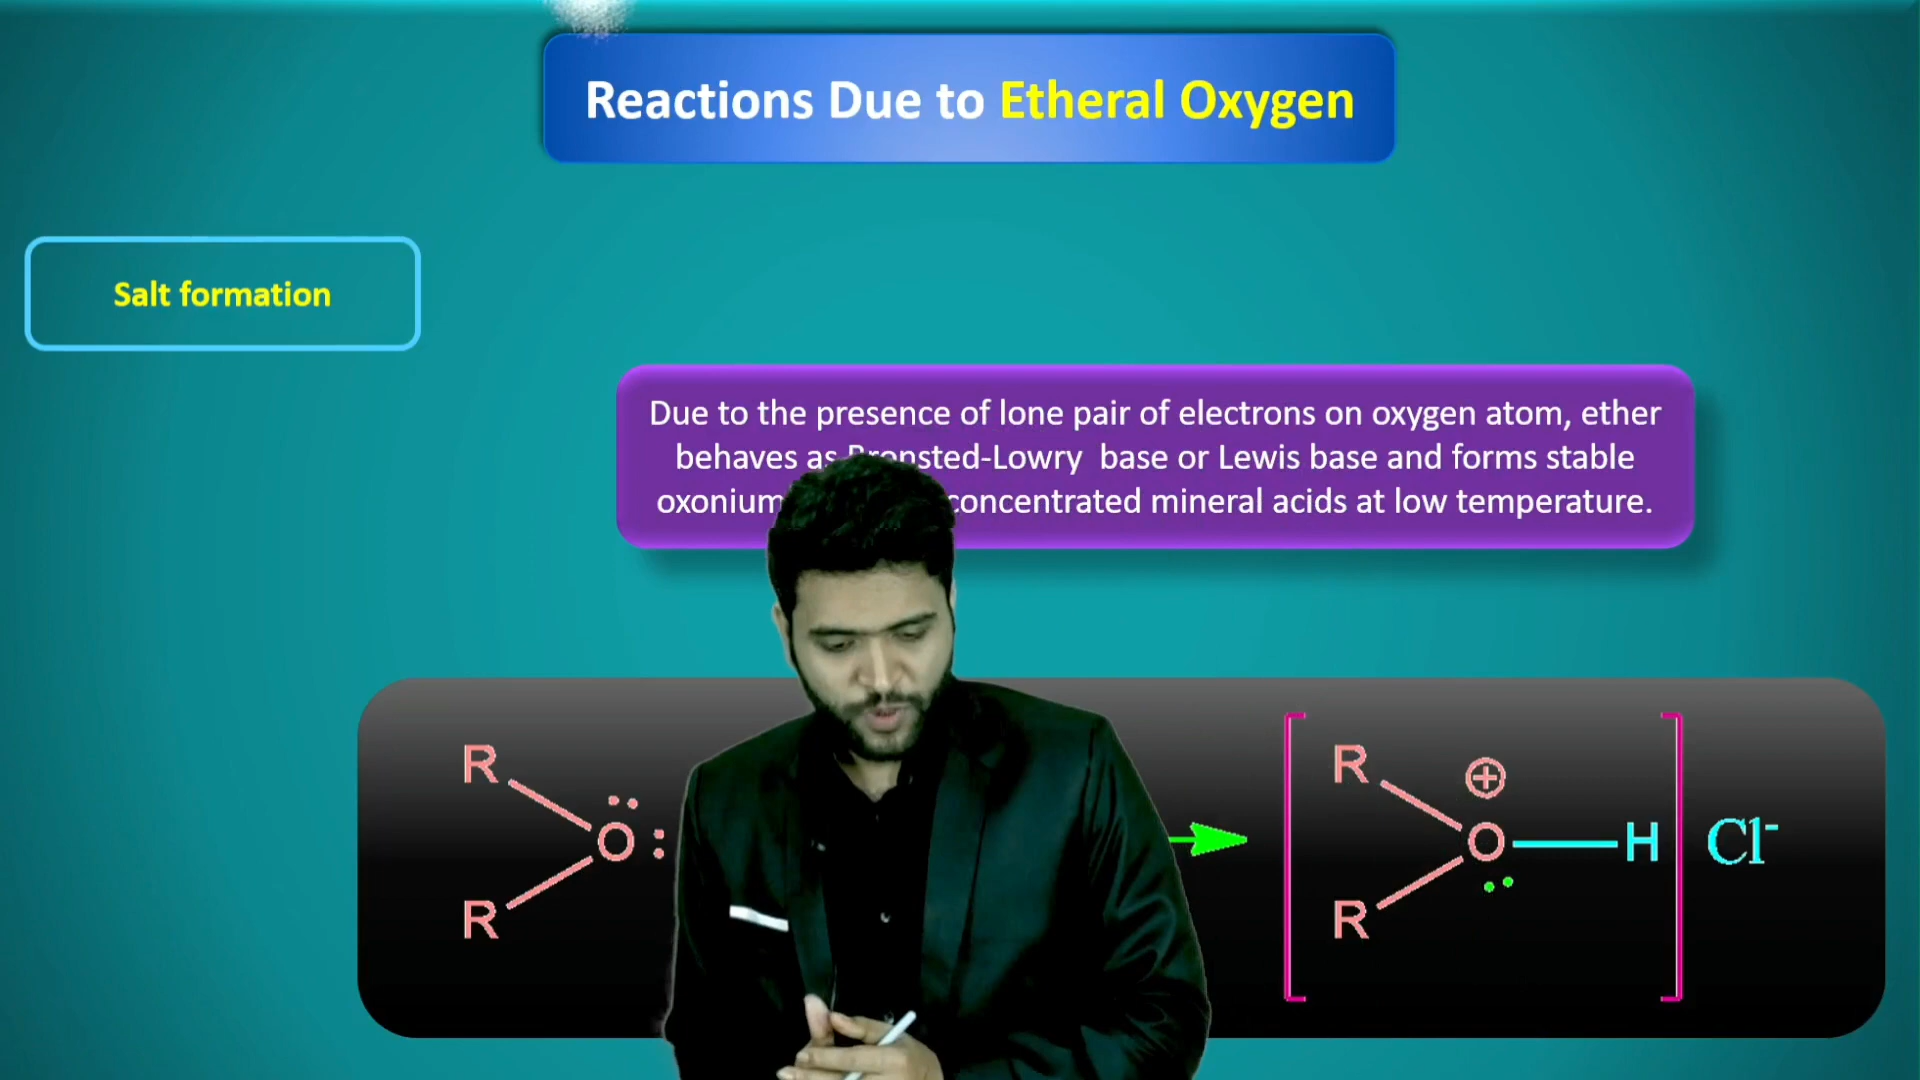 Reactions Due to Etheral Oxygen
Salt formation
Due to the presence of lone pair of electrons on oxygen atom, ether
behaves as Bronsted-Lowry base or Lewis base and forms stable
oxonium concentrated mineral acids at low temperature.
R
O
R
R
⊕
O H
R
Cl-